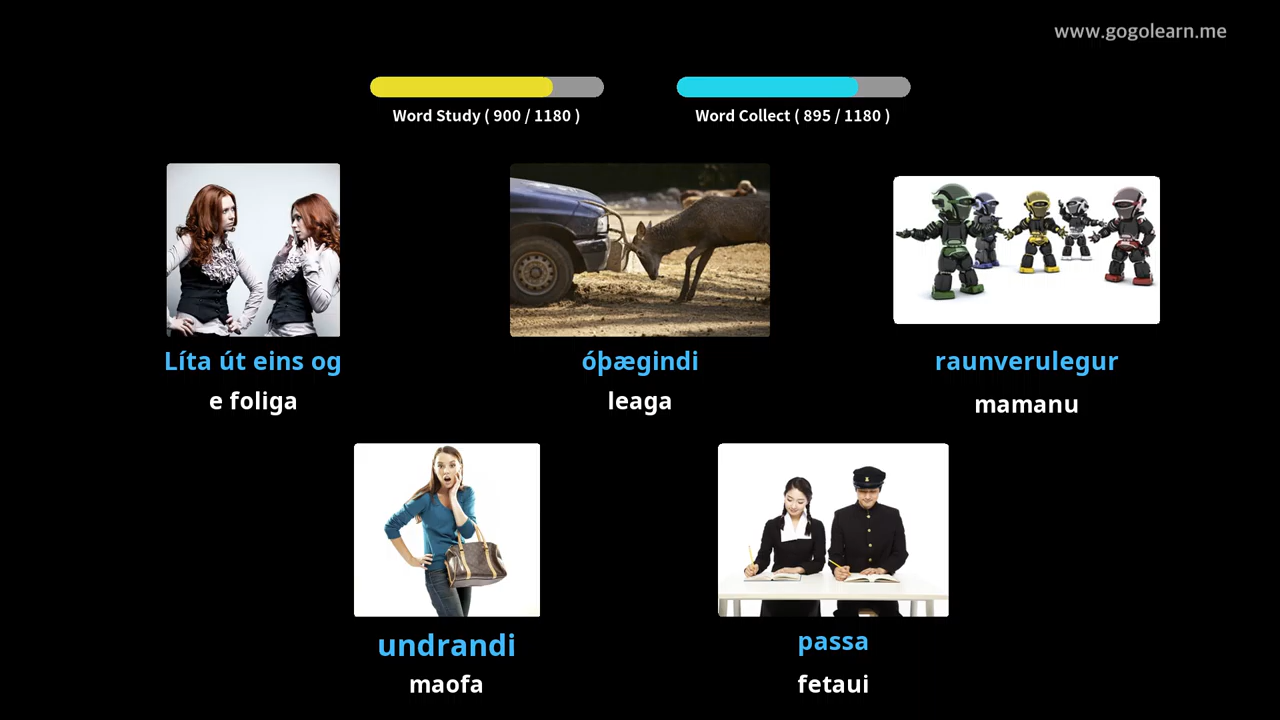 www.gogolearn.me
Word Study ( 900 / 1180 )
Word Collect ( 895 / 1180 )
Líta út eins og
e foliga
óþægindi
leaga
raunverulegur
mamanu
undrandi
maofa
passa
fetaui